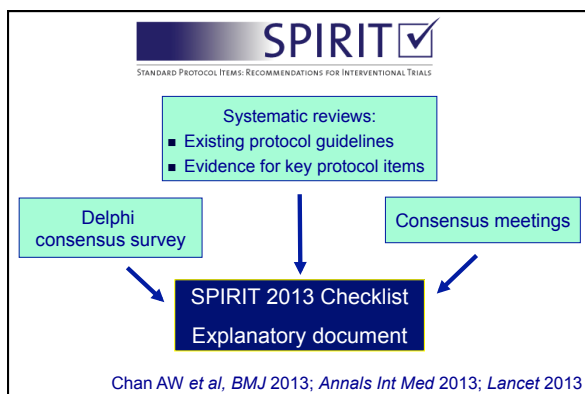 SPIRIT
STANDARD PROTOCOL ITEMS: RECOMMENDATIONS FOR INTERVENTIONAL TRIALS
Systematic reviews:
■ Existing protocol guidelines
■ Evidence for key protocol items
Delphi
consensus survey
Consensus meetings
SPIRIT 2013 Checklist
Explanatory document
Chan AW et al, BMJ 2013; Annals Int Med 2013; Lancet 2013